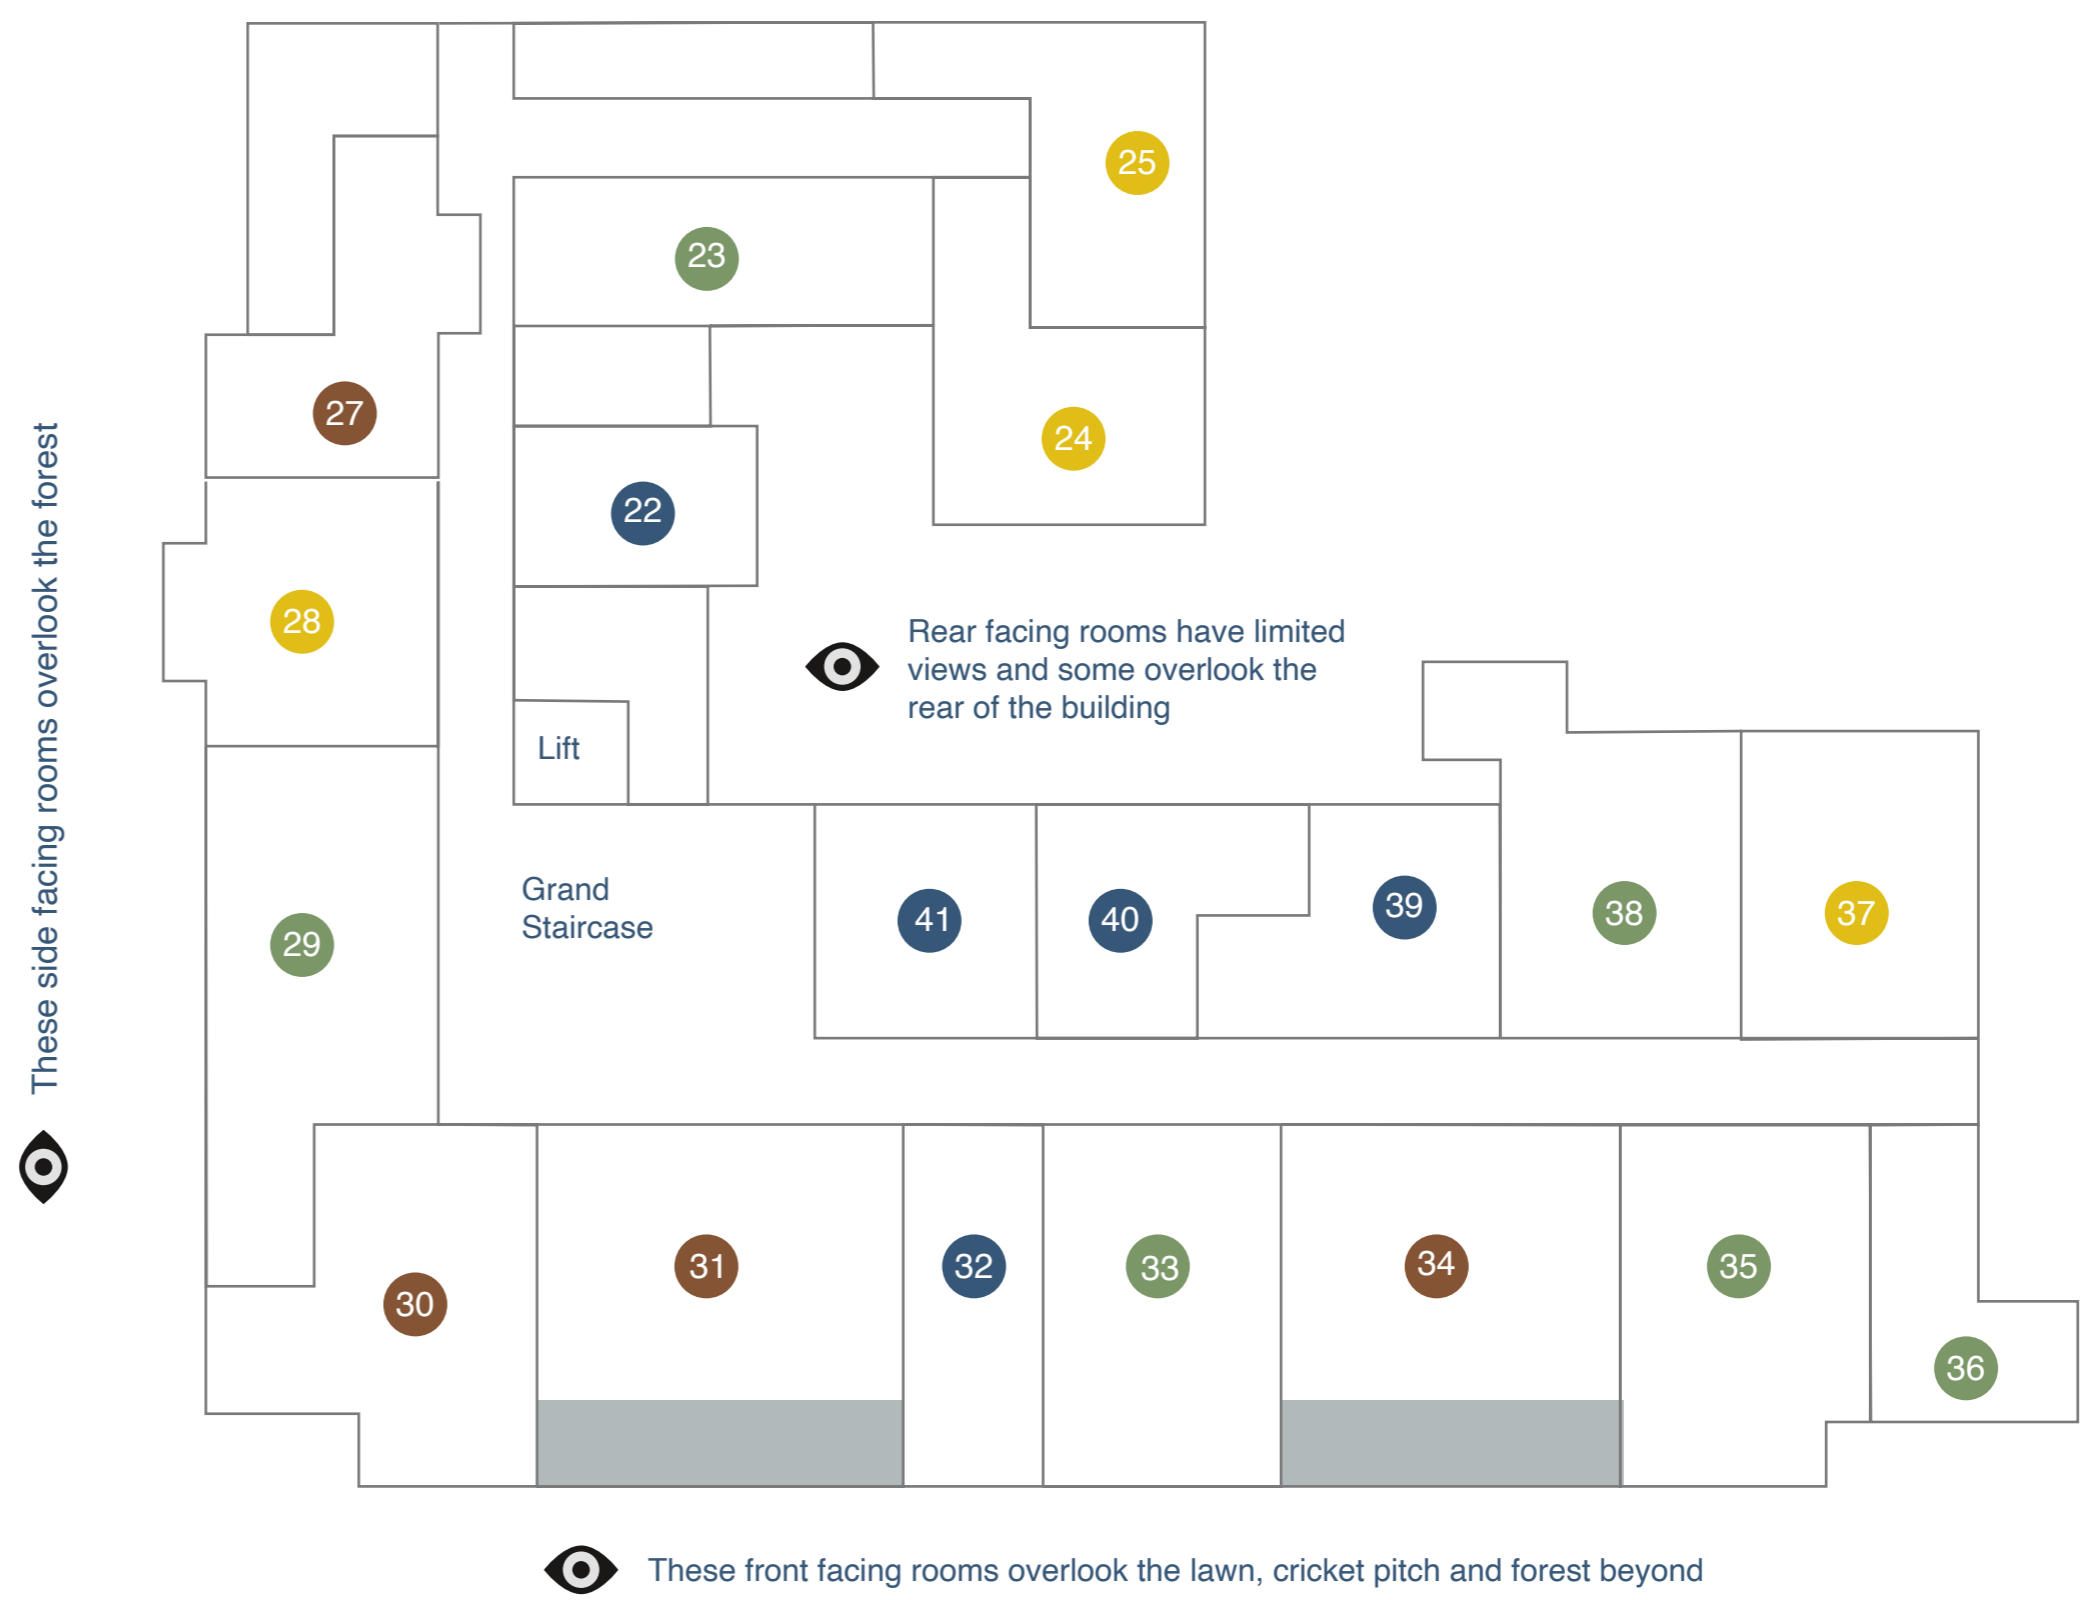 25
23
27
24
22
28
Rear facing rooms have limited
views and some overlook the
rear of the building
Lift
These side facing rooms overlook the forest
Grand
Staircase
29
41
40
39
38
37
30
31
32
33
34
35
36
These front facing rooms overlook the lawn, cricket pitch and forest beyond